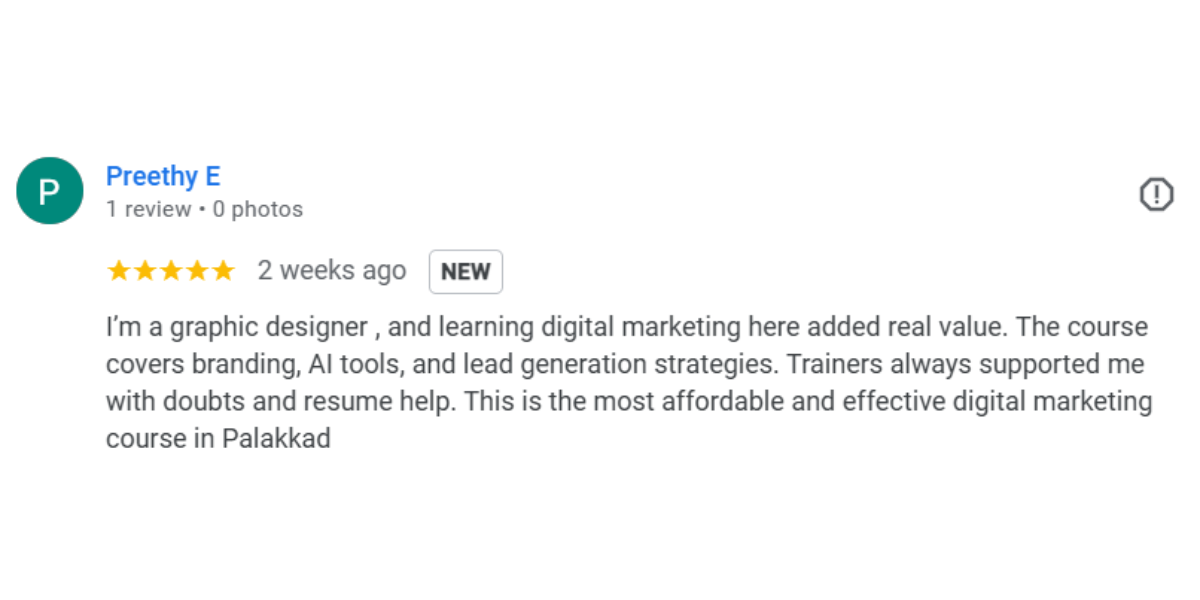 P
Preethy E
1 review • 0 photos
2 weeks ago NEW
I’m a graphic designer , and learning digital marketing here added real value. The course
covers branding, AI tools, and lead generation strategies. Trainers always supported me
with doubts and resume help. This is the most affordable and effective digital marketing
course in Palakkad